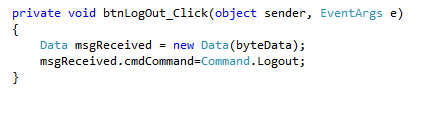 private void btnLogOut_Click(object sender, EventArgs e)
{
    Data msgReceived = new Data(byteData);
    msgReceived.cmdCommand=Command.Logout;
}